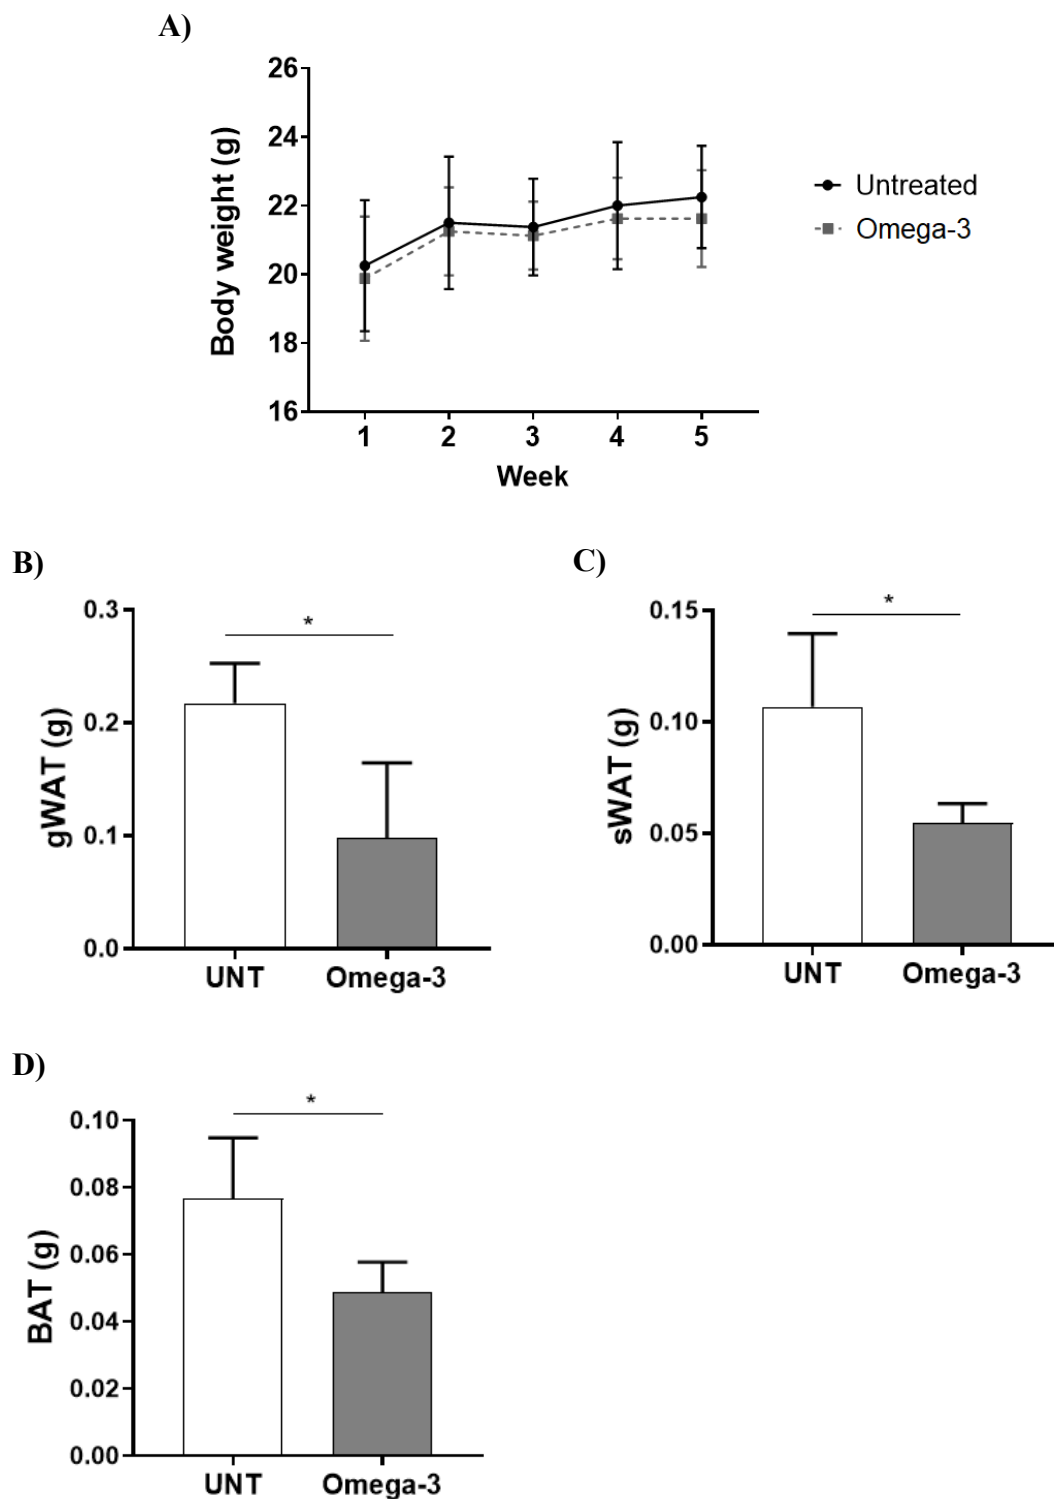 A)
26
24
22
20
18
16
Body weight (g)
1 2 3 4 5
Week
Untreated
Omega-3
B)
0.3
0.2
0.1
0.0
gWAT (g)
*
UNT Omega-3
C)
0.15
0.10
0.05
0.00
sWAT (g)
*
UNT Omega-3
D)
0.10
0.08
0.06
0.04
0.02
0.00
BAT (g)
*
UNT Omega-3